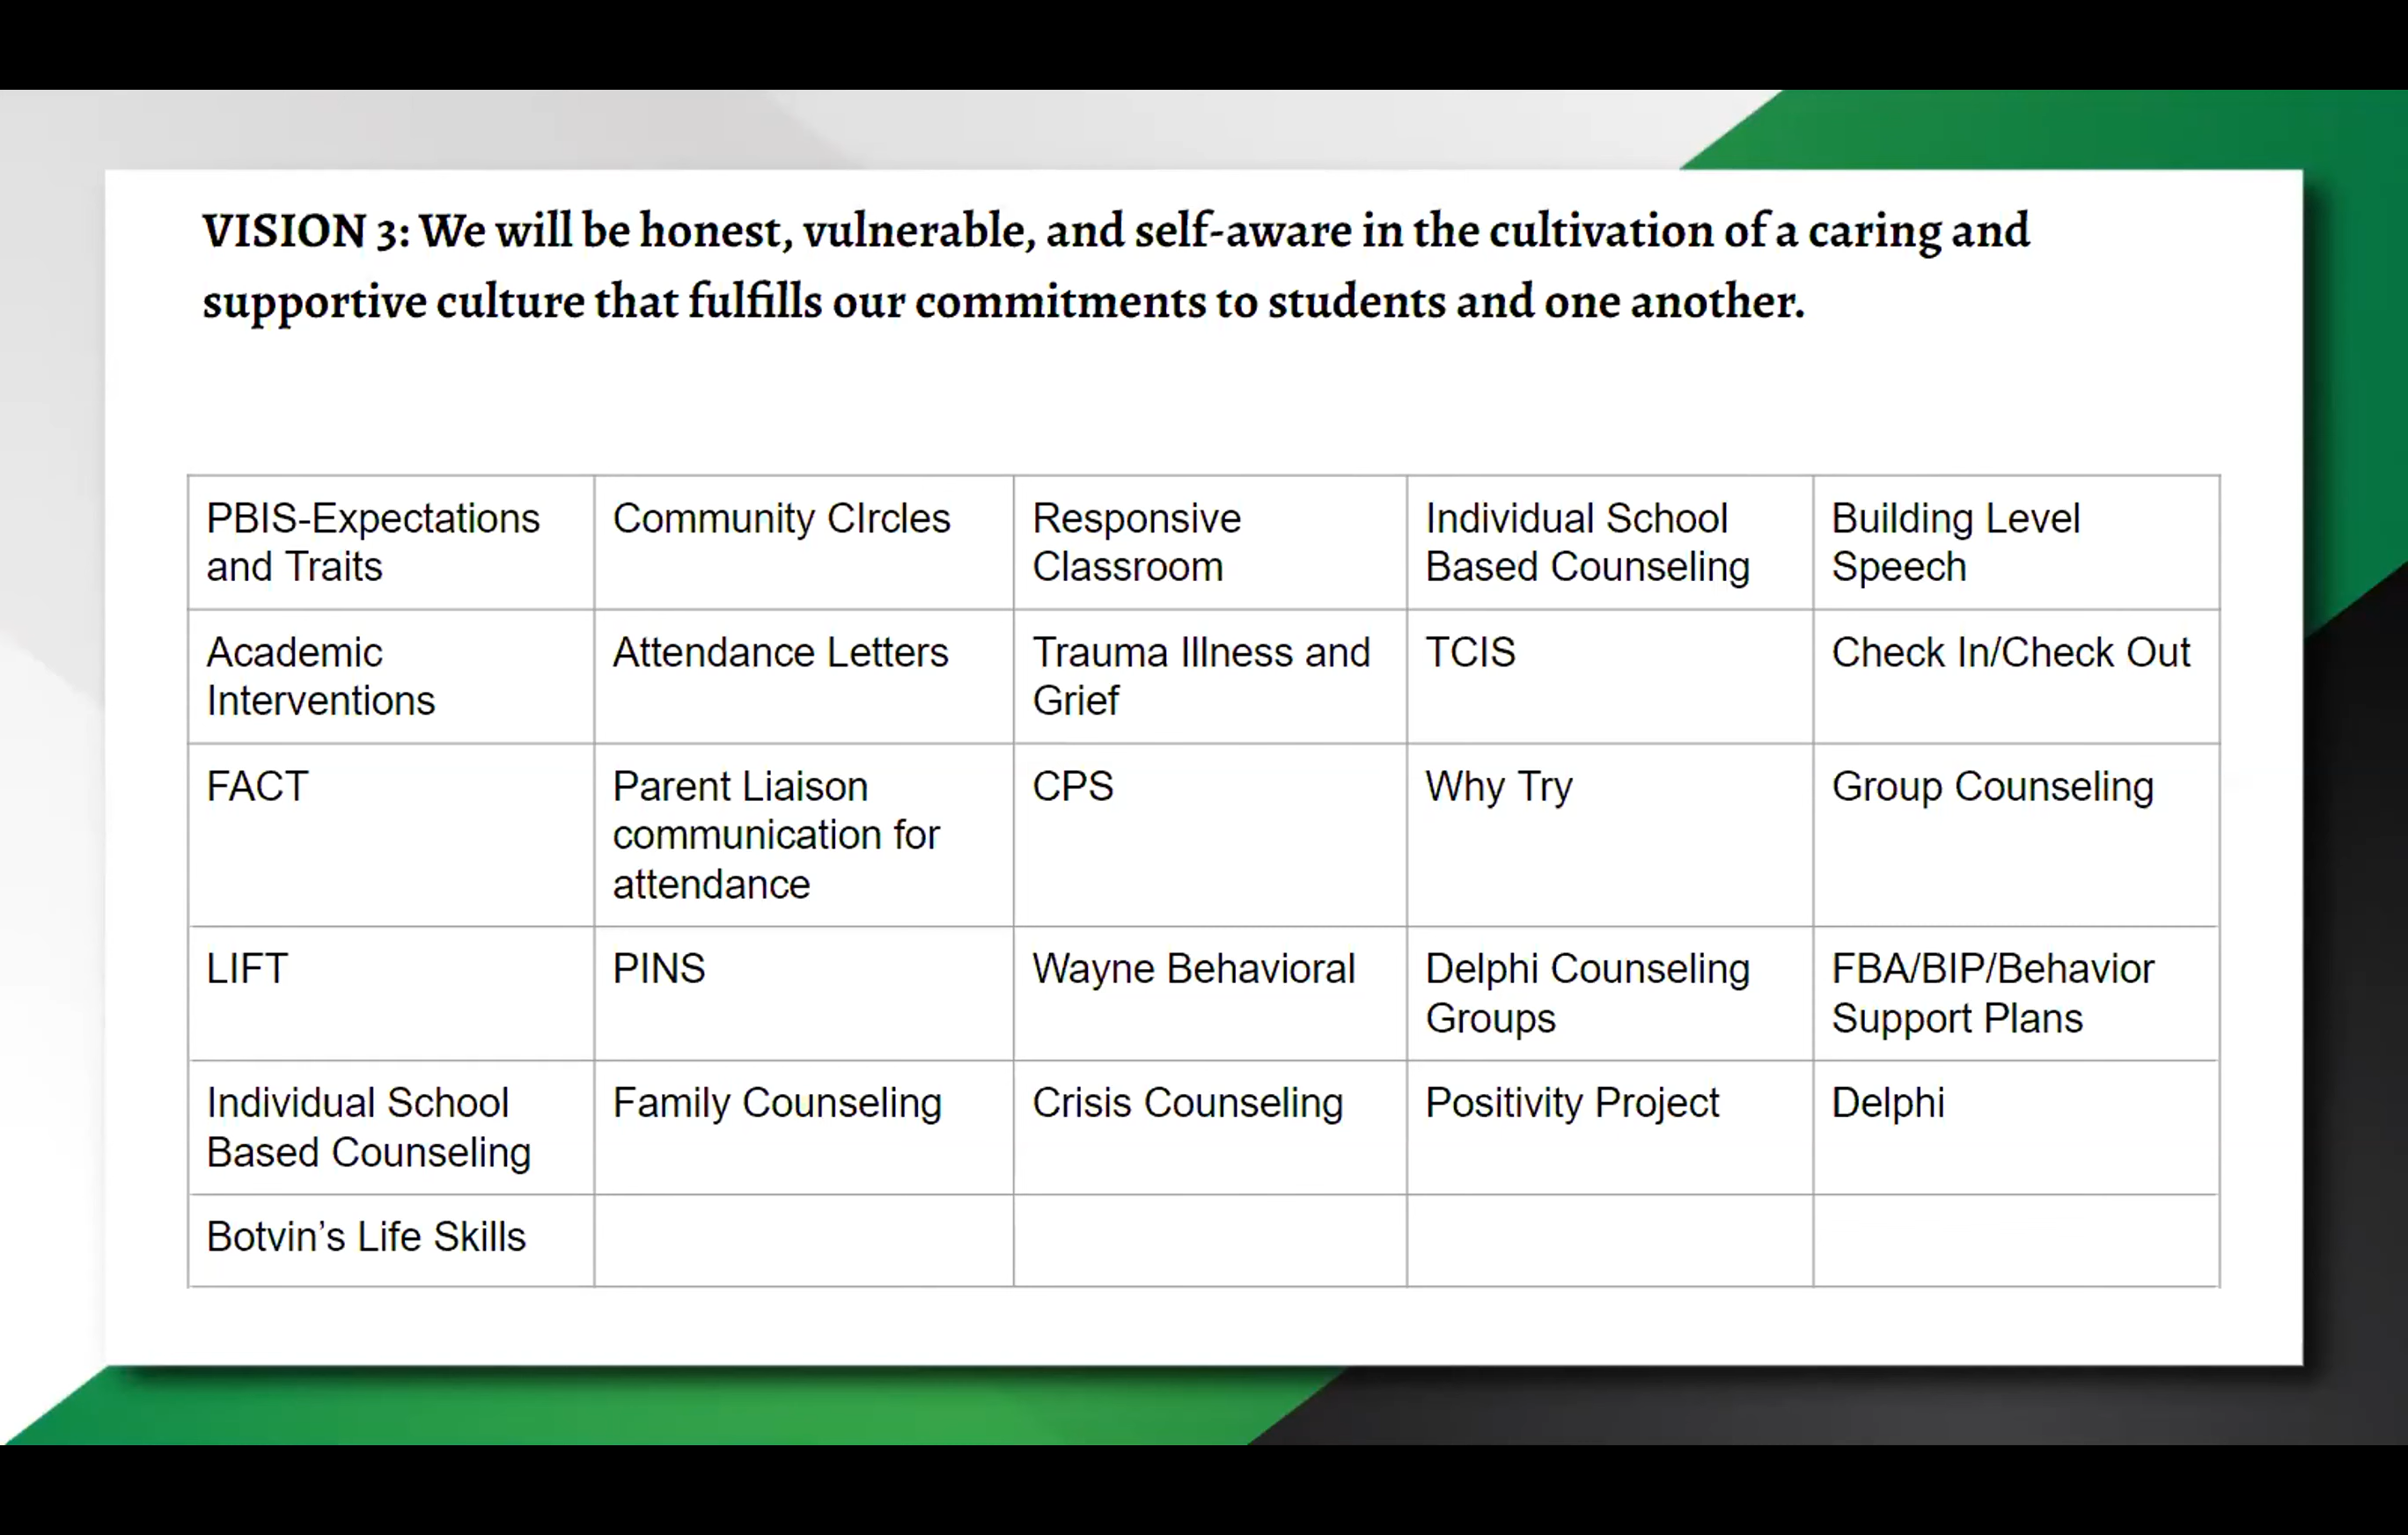 VISION 3: We will be honest, vulnerable, and self-aware in the cultivation of a caring and
supportive culture that fulfills our commitments to students and one another.
PBIS-Expectations
and Traits
Community CIrcles
Responsive
Classroom
Individual School
Based Counseling
Building Level
Speech
Academic
Interventions
Attendance Letters
Trauma Illness and
Grief
TCIS
Check In/Check Out
FACT
Parent Liaison
communication for
attendance
CPS
Why Try
Group Counseling
LIFT
PINS
Wayne Behavioral
Delphi Counseling
Groups
FBA/BIP/Behavior
Support Plans
Individual School
Based Counseling
Family Counseling
Crisis Counseling
Positivity Project
Delphi
Botvin’s Life Skills